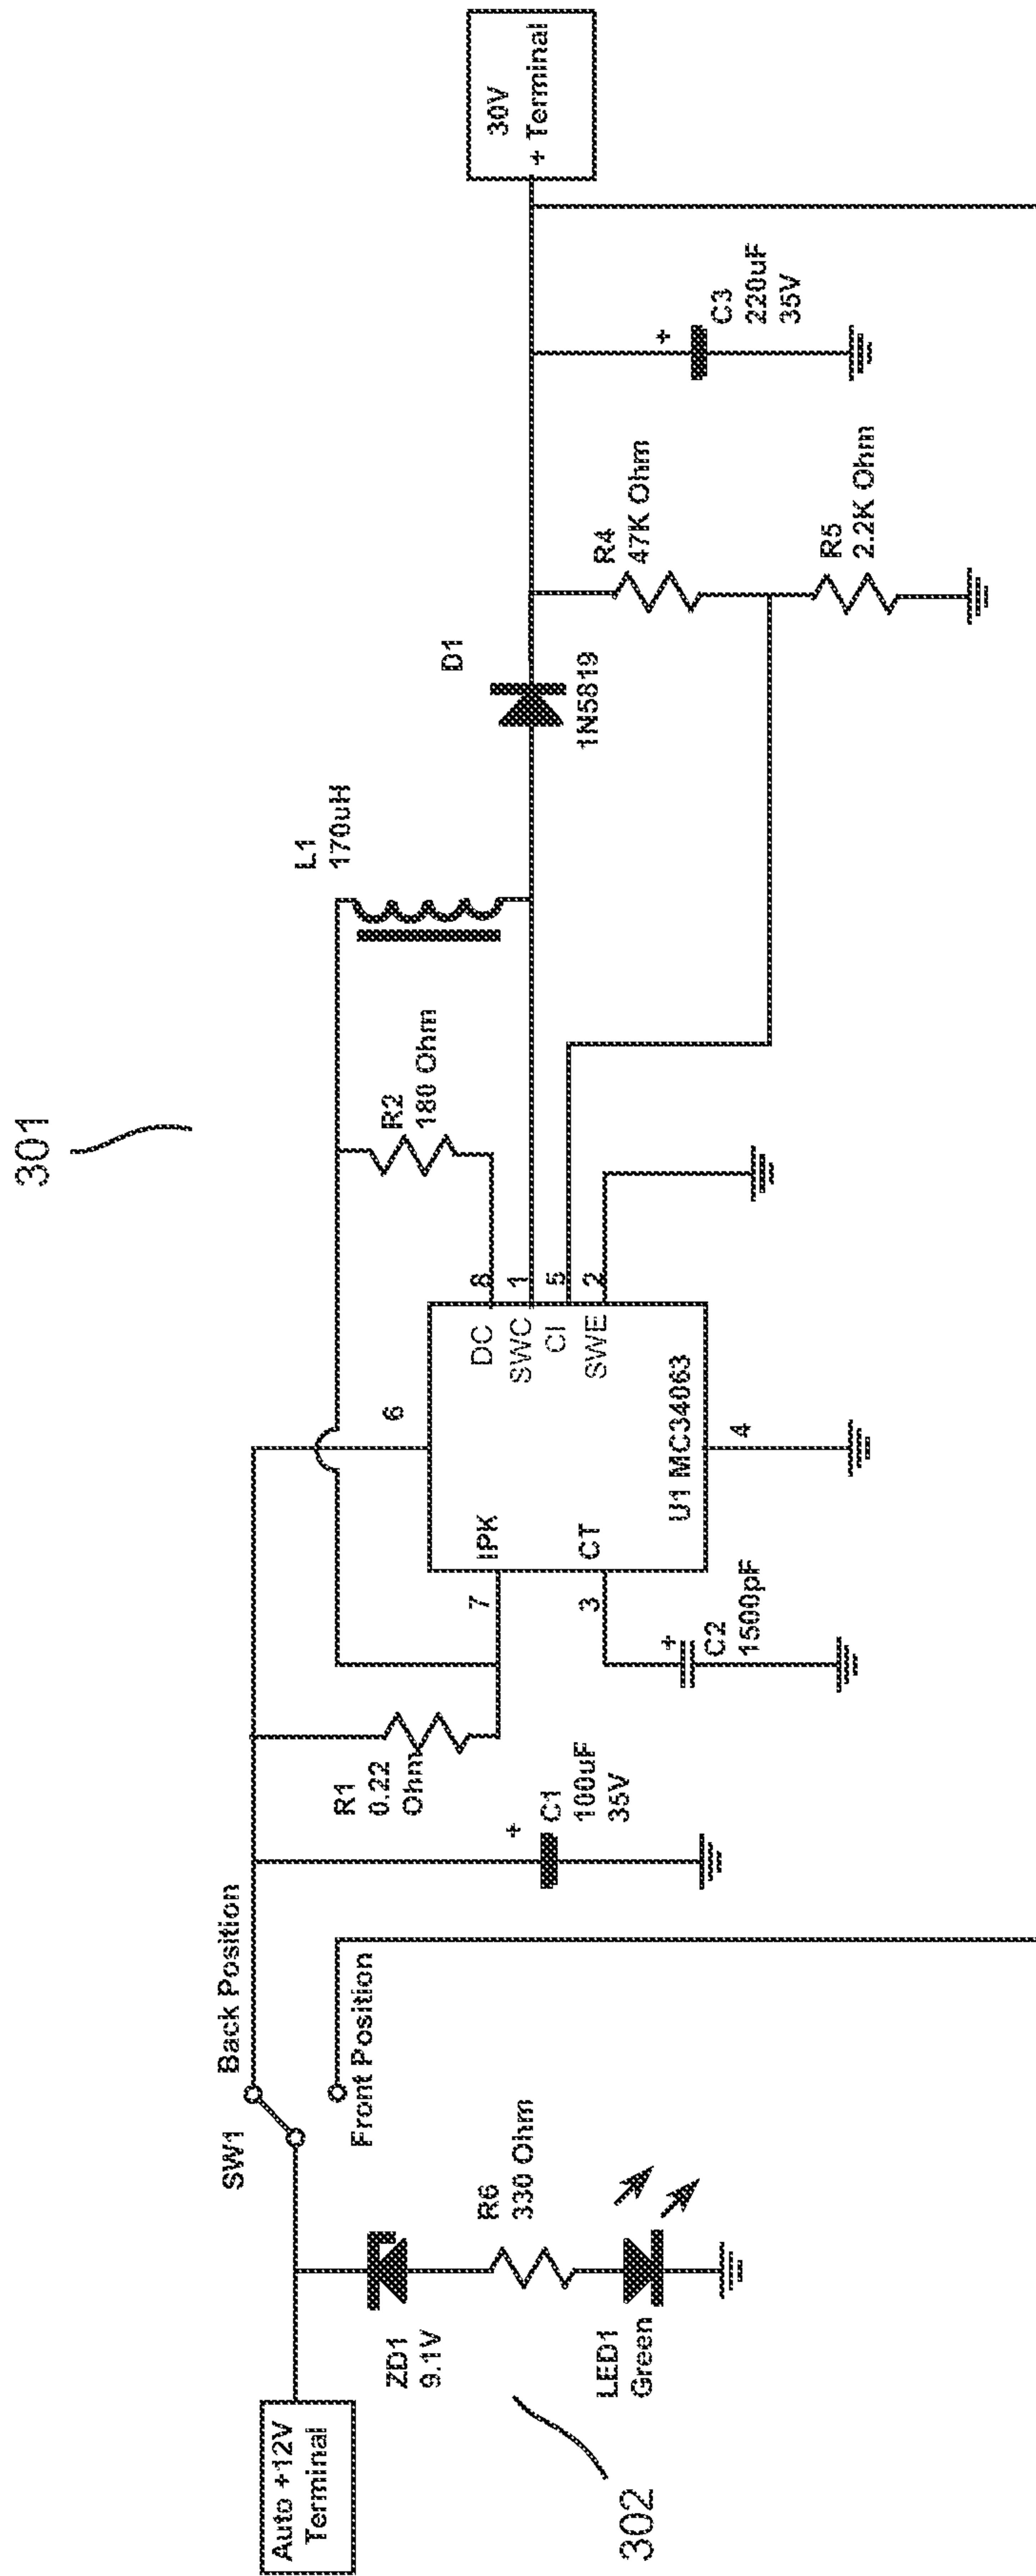 301
Auto +12V
Terminal
SW1
Back Position
Front Position
ZD1
9.1V
R6
330 Ohm
LED1
Green
302
C1
100uF
35V
R1
0.22
Ohm
7
IPK
3
CT
C2
1500pF
6
U1 MC34063
4
DC
8
SWC
1
CI
5
SWE
2
R2
180 Ohm
L1
170uH
D1
1N5819
R4
47K Ohm
R5
2.2K Ohm
+
C3
220uF
35V
+
+
30V
+ Terminal